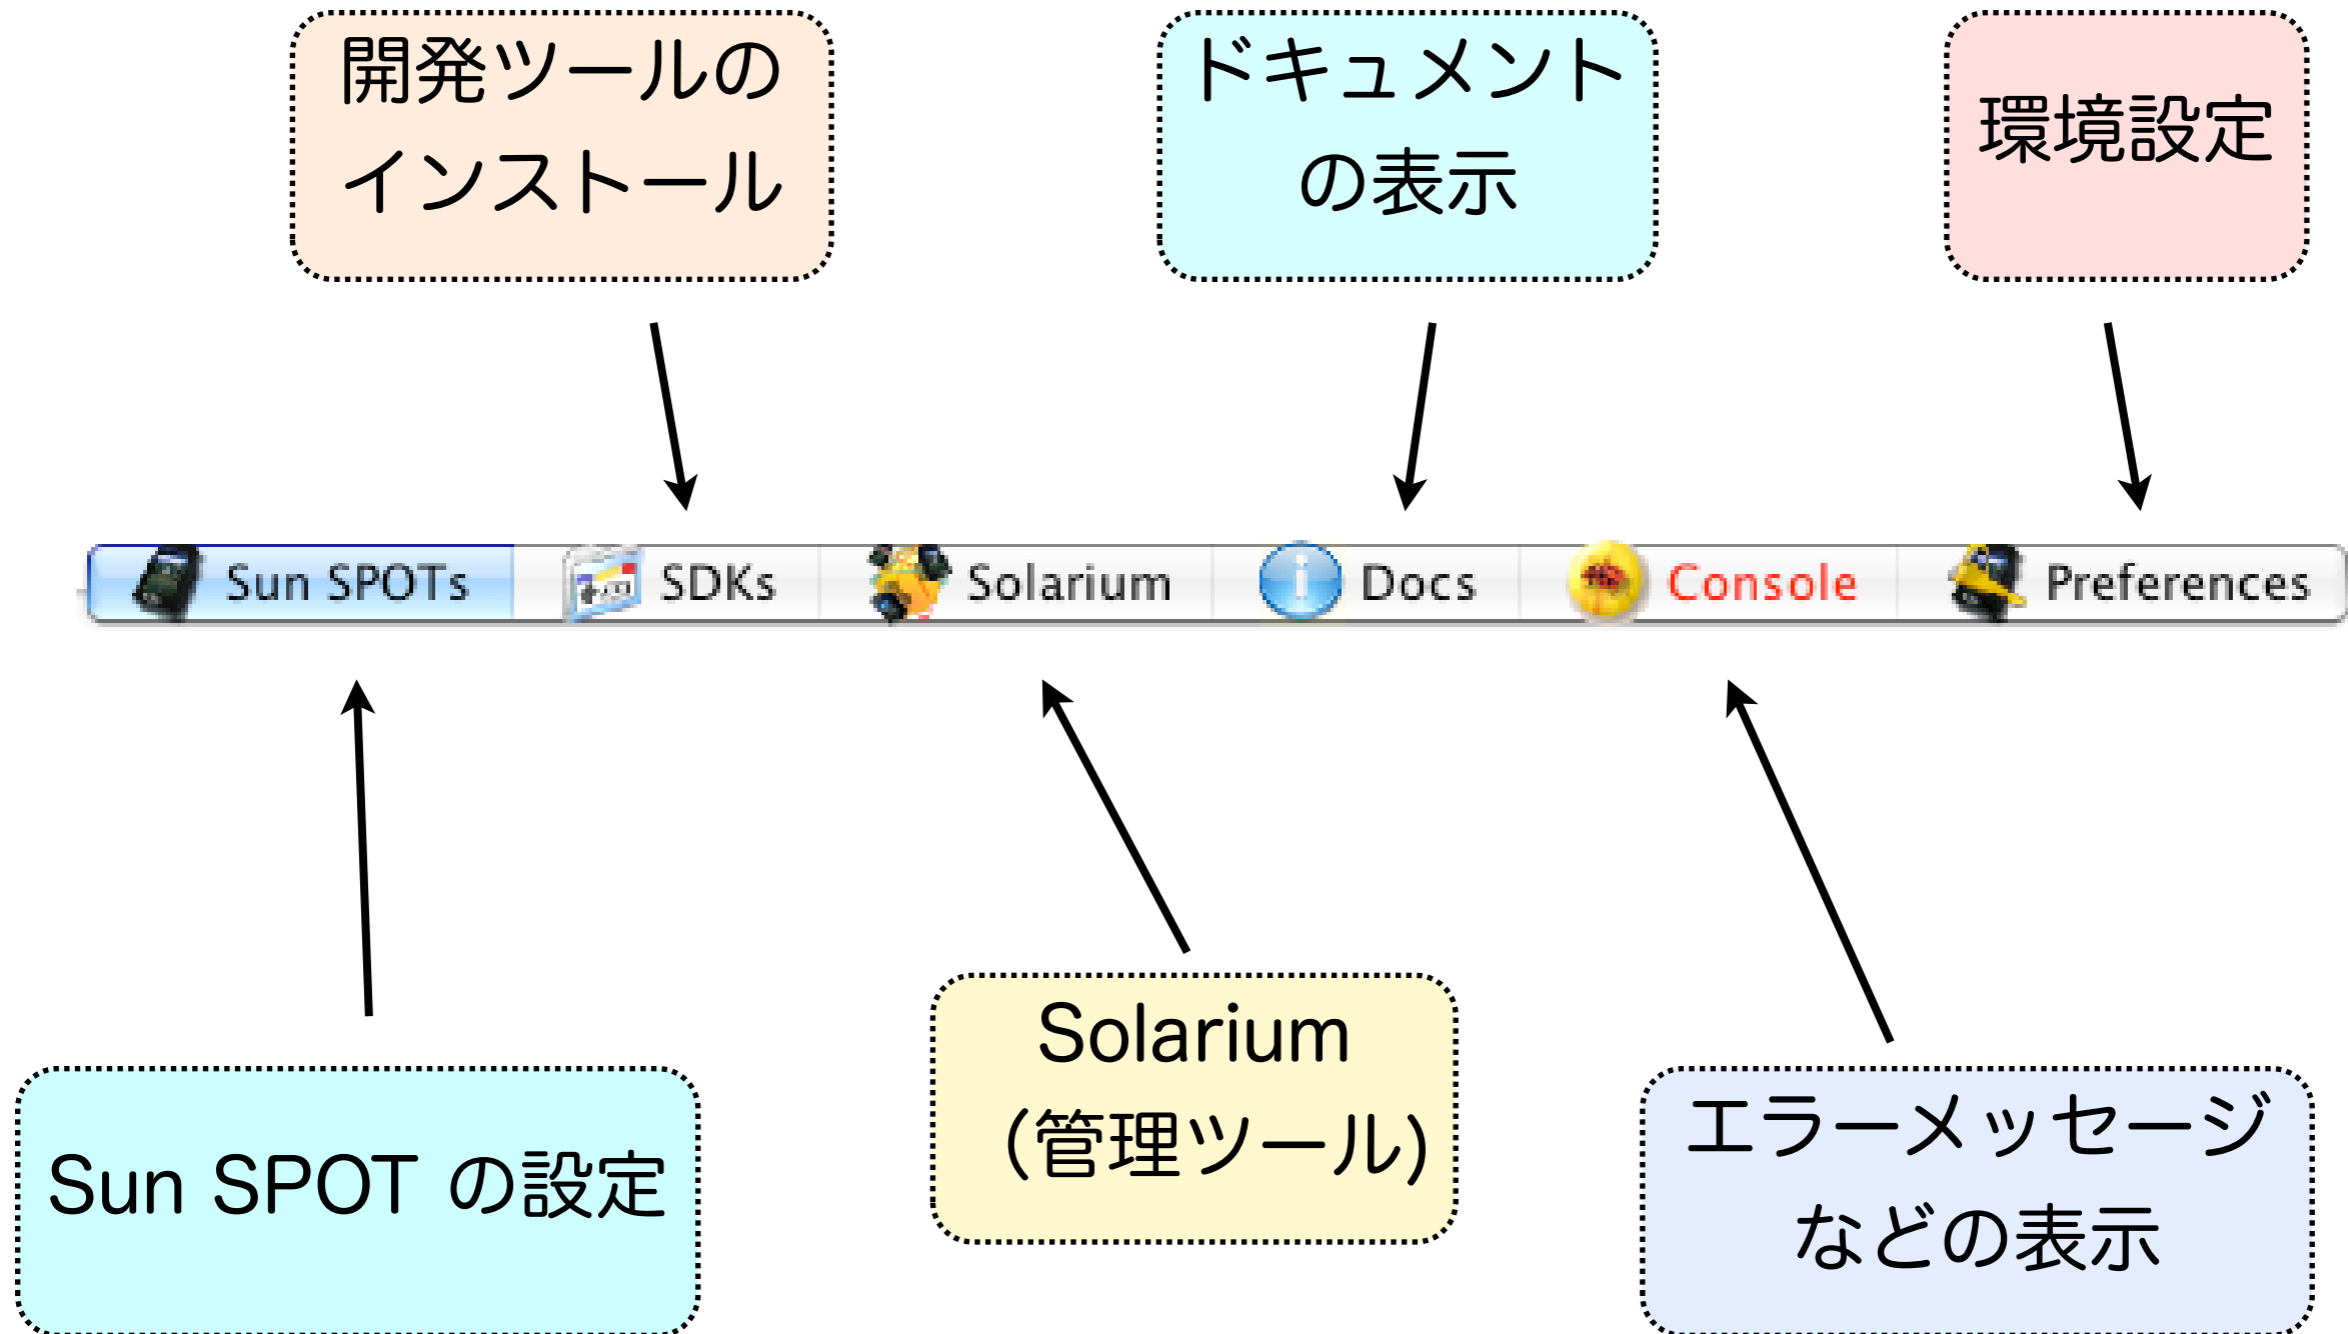 開発ツールの
インストール
ドキュメント
の表示
環境設定
Sun SPOTs
SDKs
Solarium
Docs
Console
Preferences
Sun SPOT の設定
Solarium
(管理ツール)
エラーメッセージ
などの表示